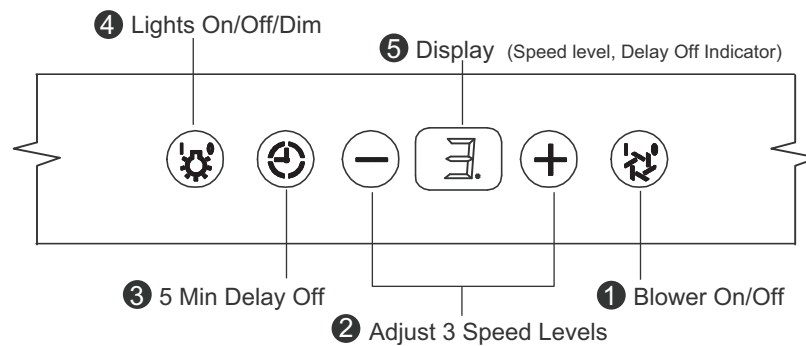 4 Lights On/Off/Dim
5 Display (Speed level, Delay Off Indicator)
3.
3 5 Min Delay Off
1 Blower On/Off
2 Adjust 3 Speed Levels